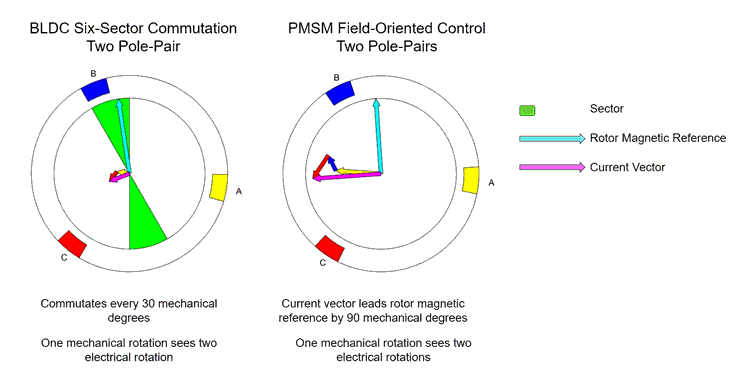 BLDC Six-Sector Commutation
Two Pole-Pair
B
A
C
Commutates every 30 mechanical
degrees
One mechanical rotation sees two
electrical rotation
PMSM Field-Oriented Control
Two Pole-Pairs
B
A
C
Current vector leads rotor magnetic
reference by 90 mechanical degrees
One mechanical rotation sees two
electrical rotations
Sector
Rotor Magnetic Reference
Current Vector